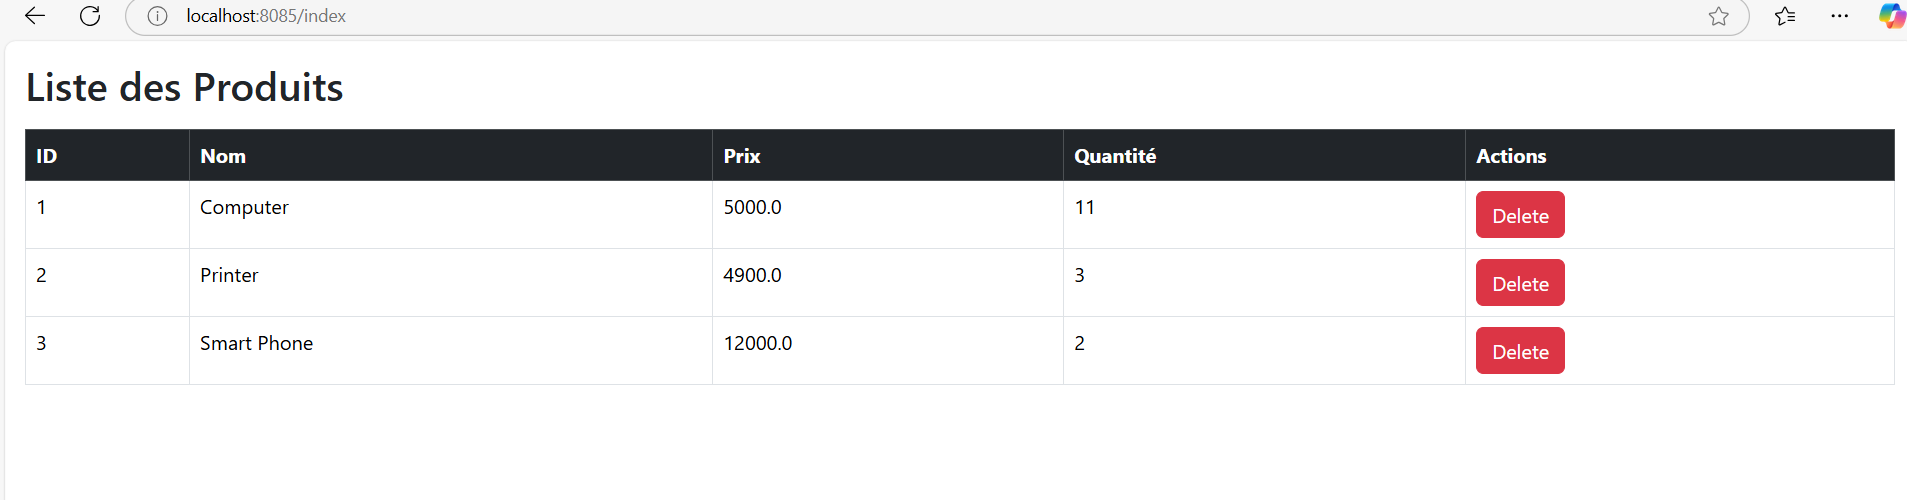 localhost:8085/index
Liste des Produits
ID Nom Prix Quantité Actions
1 Computer 5000.0 11 Delete
2 Printer 4900.0 3 Delete
3 Smart Phone 12000.0 2 Delete